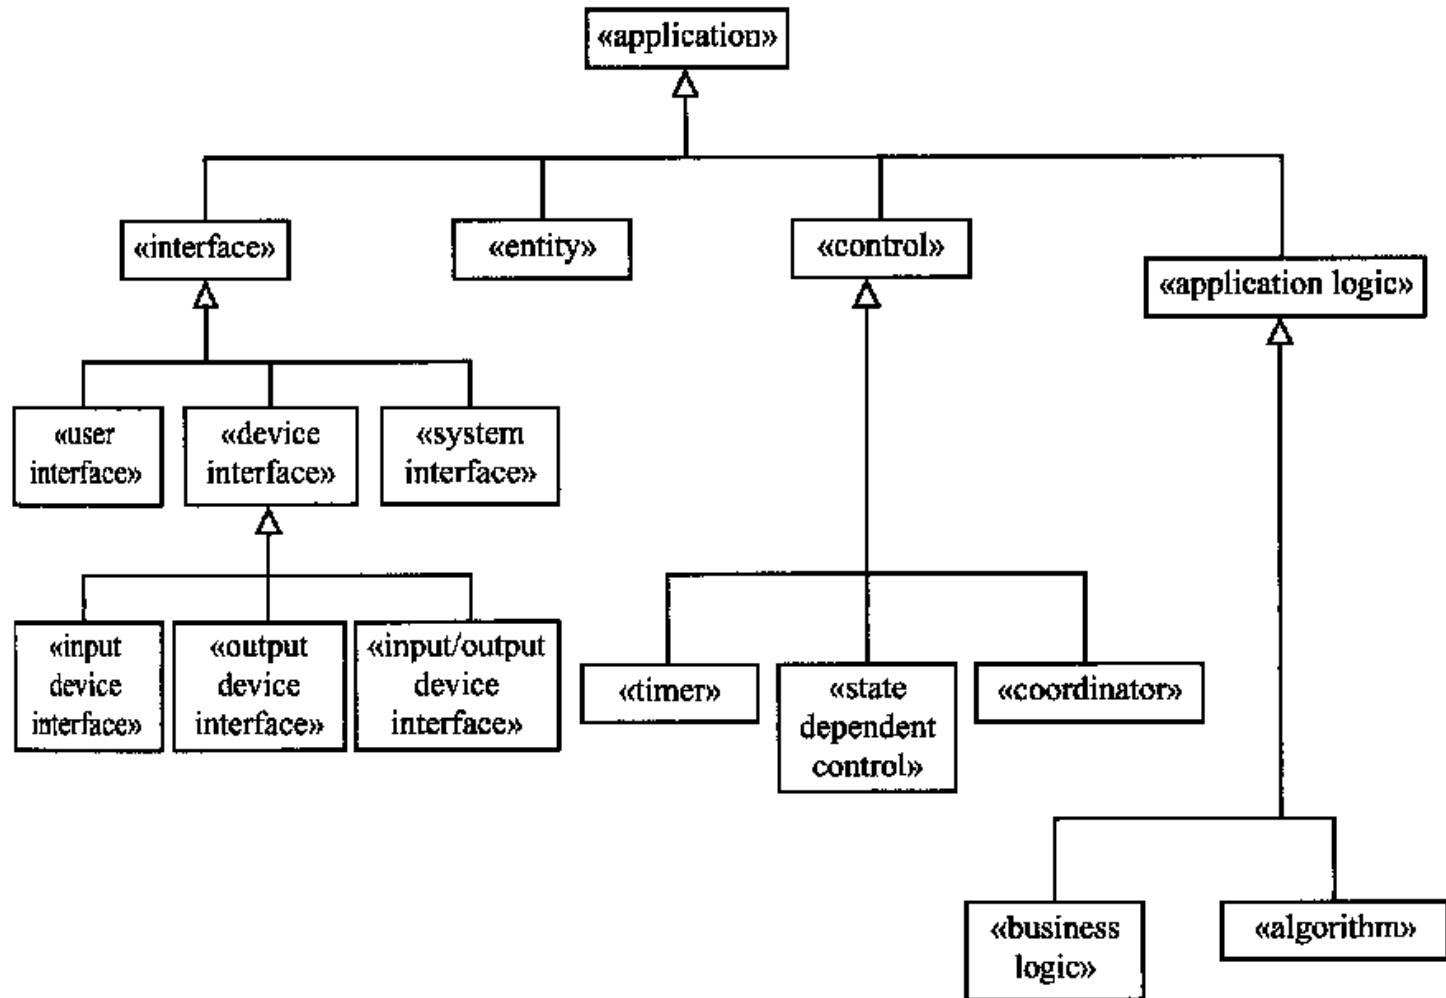 «application»
«interface»
«entity»
«control»
«application logic»
«user
interface»
«device
interface»
«system
interface»
«input
device
interface»
«output
device
interface»
«input/output
device
interface»
«timer»
«state
dependent
control»
«coordinator»
«business
logic»
«algorithm»